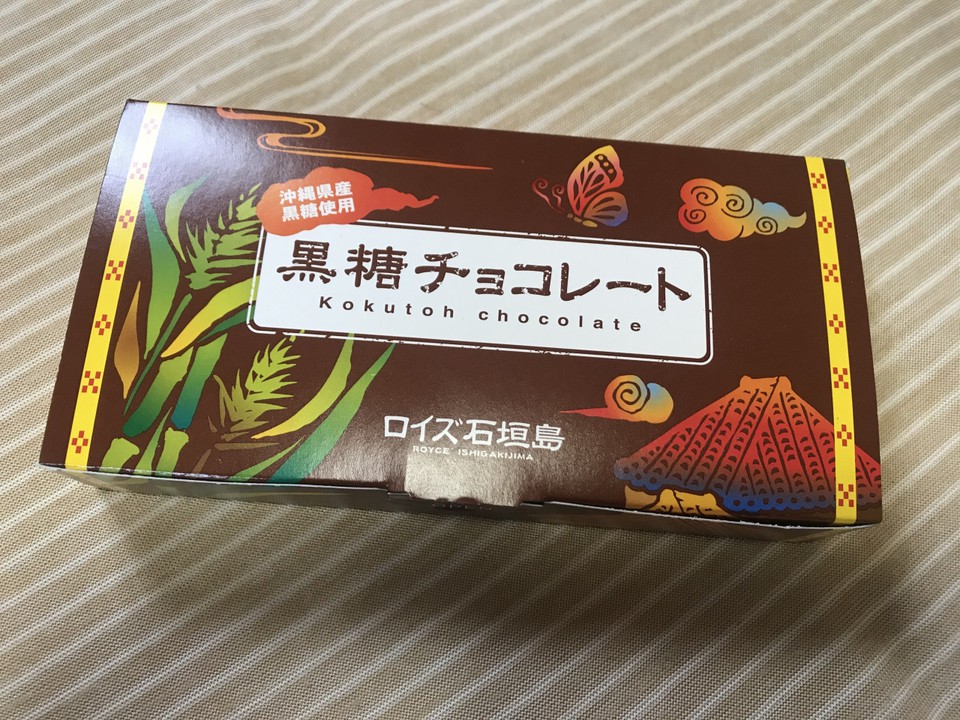 沖縄県産
黒糖使用
黒糖チョコレート
Kokutoh chocolate
ロイズ石垣島
ROYCE' ISHIGAKIJIMA